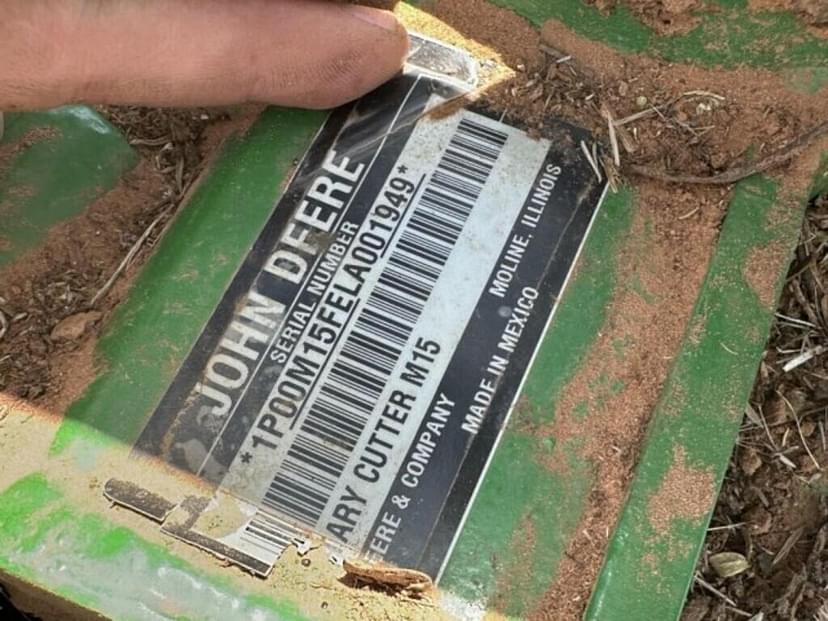 JOHN DEERE
SERIAL NUMBER
*1P00M15FELA001949*
ARY CUTTER M15
EERE & COMPANY MOLINE, ILLINOIS
MADE IN MEXICO